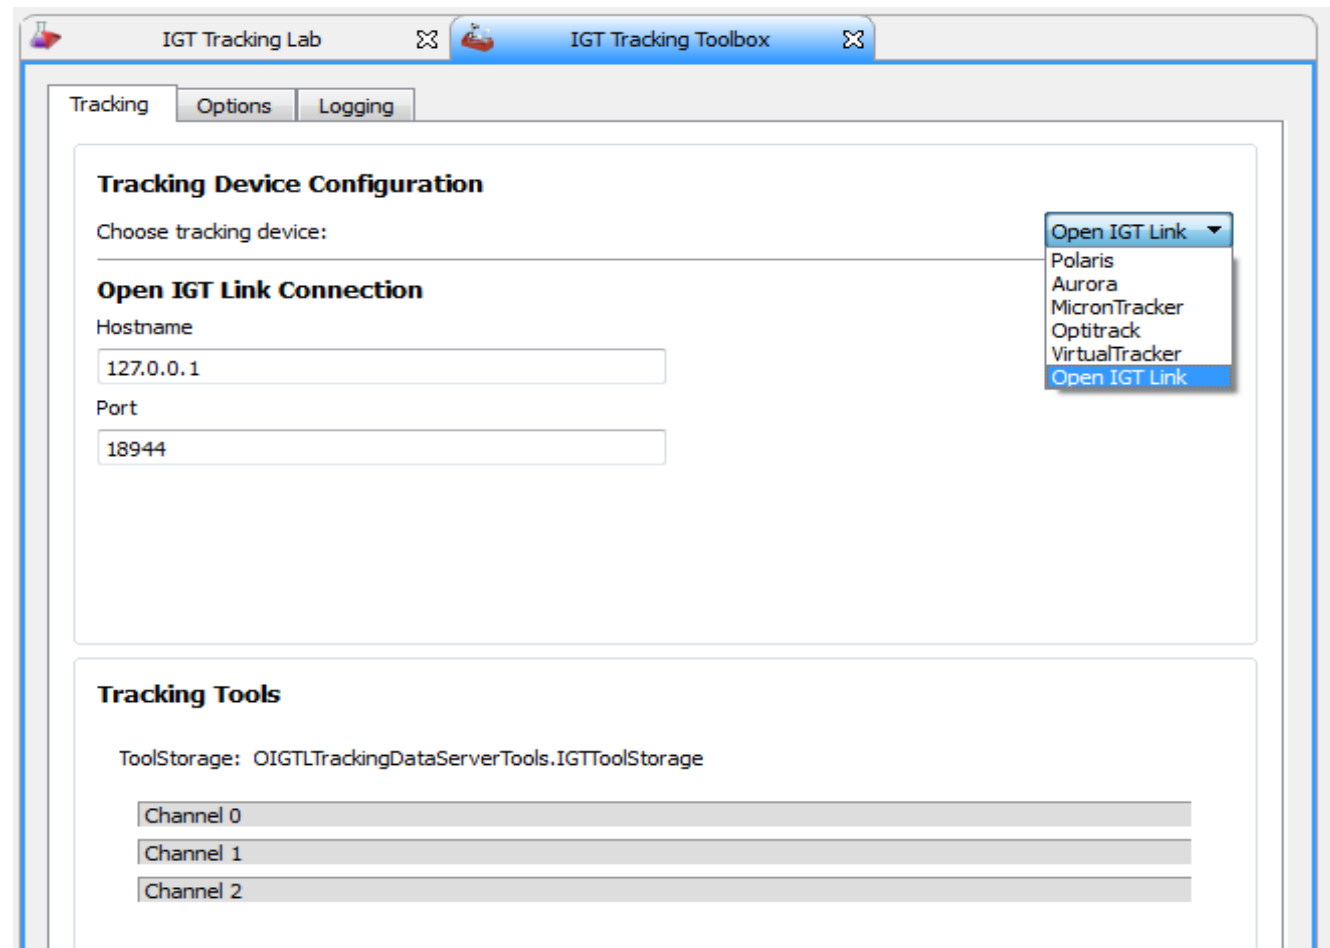 IGT Tracking Lab
IGT Tracking Toolbox
Tracking
Options
Logging
Tracking Device Configuration
Choose tracking device:
Open IGT Link
Polaris
Aurora
MicronTracker
Optitrack
VirtualTracker
Open IGT Link
Open IGT Link Connection
Hostname
127.0.0.1
Port
18944
Tracking Tools
ToolStorage: OIGTLTrackingDataServerTools.IGTToolStorage
Channel 0
Channel 1
Channel 2